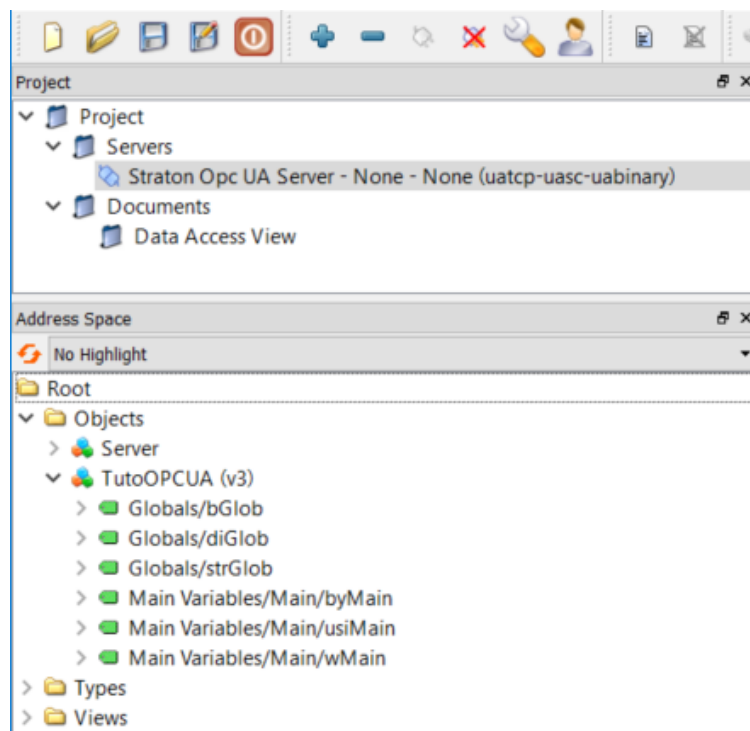 Project
Project
Servers
Straton Opc UA Server - None - None (uatcp-uasc-uabinary)
Documents
Data Access View
Address Space
No Highlight
Root
Objects
Server
TutoOPCUA (v3)
Globals/bGlob
Globals/diGlob
Globals/strGlob
Main Variables/Main/byMain
Main Variables/Main/usiMain
Main Variables/Main/wMain
Types
Views